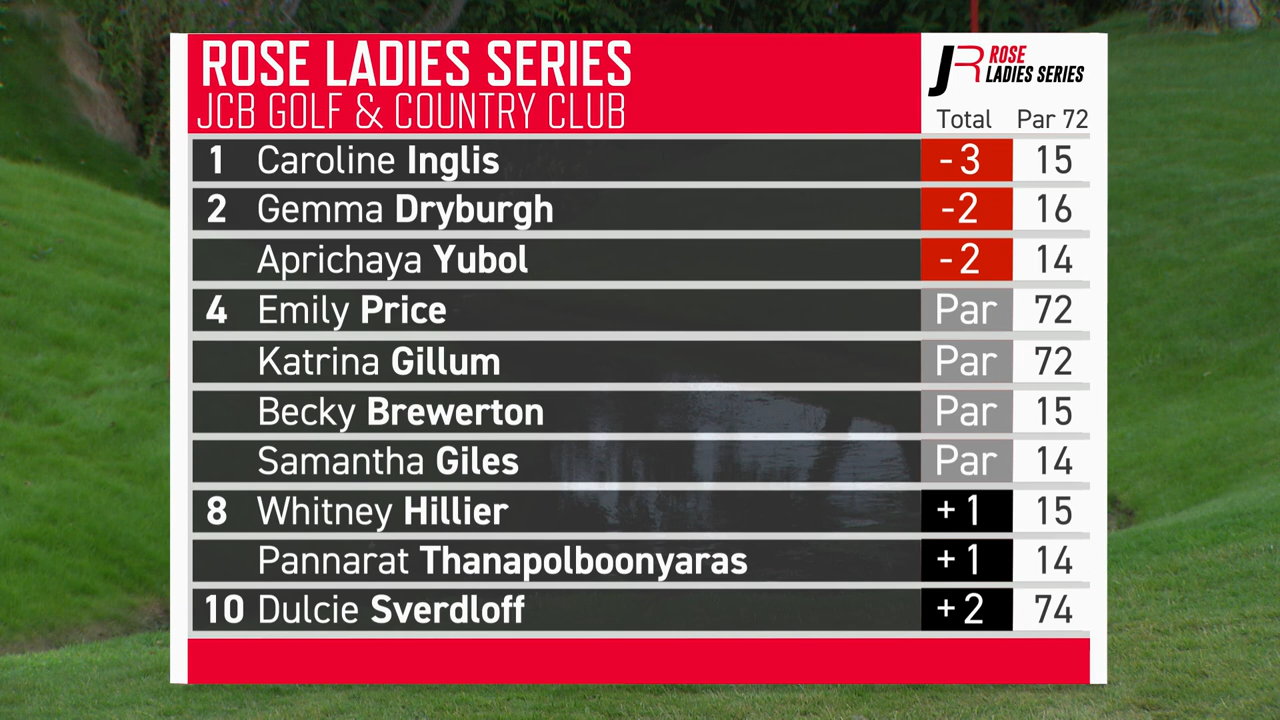 ROSE LADIES SERIES
JCB GOLF & COUNTRY CLUB
JR ROSE
LADIES SERIES
Total Par 72
1 Caroline Inglis -3 15
2 Gemma Dryburgh -2 16
Aprichaya Yubol -2 14
4 Emily Price Par 72
Katrina Gillum Par 72
Becky Brewerton Par 15
Samantha Giles Par 14
8 Whitney Hillier +1 15
Pannarat Thanapolboonyaras +1 14
10 Dulcie Sverdloff +2 74